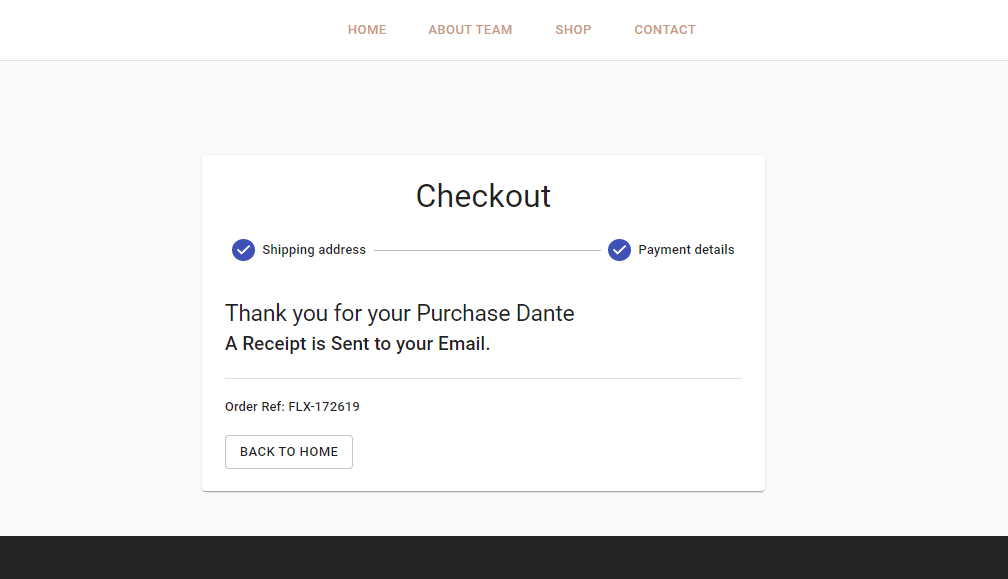 HOME ABOUT TEAM SHOP CONTACT
Checkout
Shipping address Payment details
Thank you for your Purchase Dante
A Receipt is Sent to your Email.
Order Ref: FLX-172619
BACK TO HOME